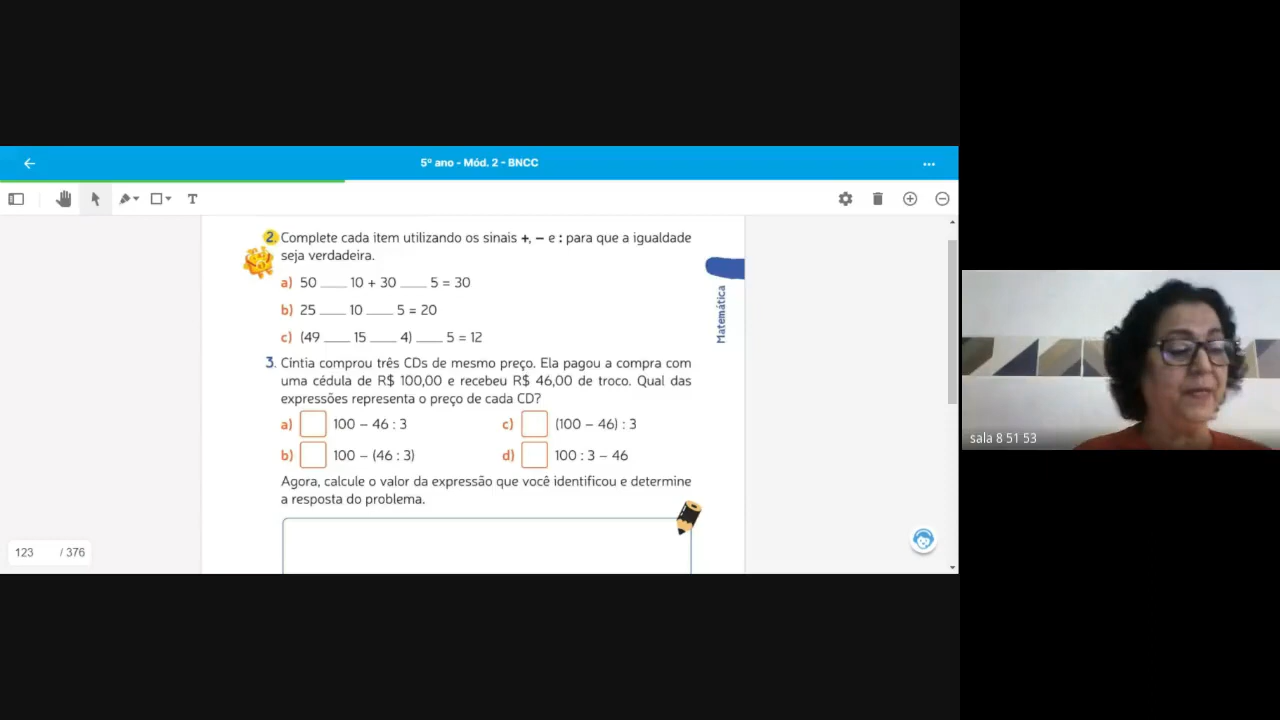 5º ano - Mód. 2 - BNCC
T
2. Complete cada item utilizando os sinais +, – e : para que a igualdade
seja verdadeira.
a) 50 ____ 10 + 30 ____ 5 = 30
b) 25 ____ 10 ____ 5 = 20
c) (49 ____ 15 ____ 4) ____ 5 = 12
Matemática
3. Cíntia comprou três CDs de mesmo preço. Ela pagou a compra com
uma cédula de R$ 100,00 e recebeu R$ 46,00 de troco. Qual das
expressões representa o preço de cada CD?
a) 100 – 46 : 3
c) (100 – 46) : 3
b) 100 – (46 : 3)
d) 100 : 3 – 46
Agora, calcule o valor da expressão que você identificou e determine
a resposta do problema.
123 / 376
sala 8 51 53